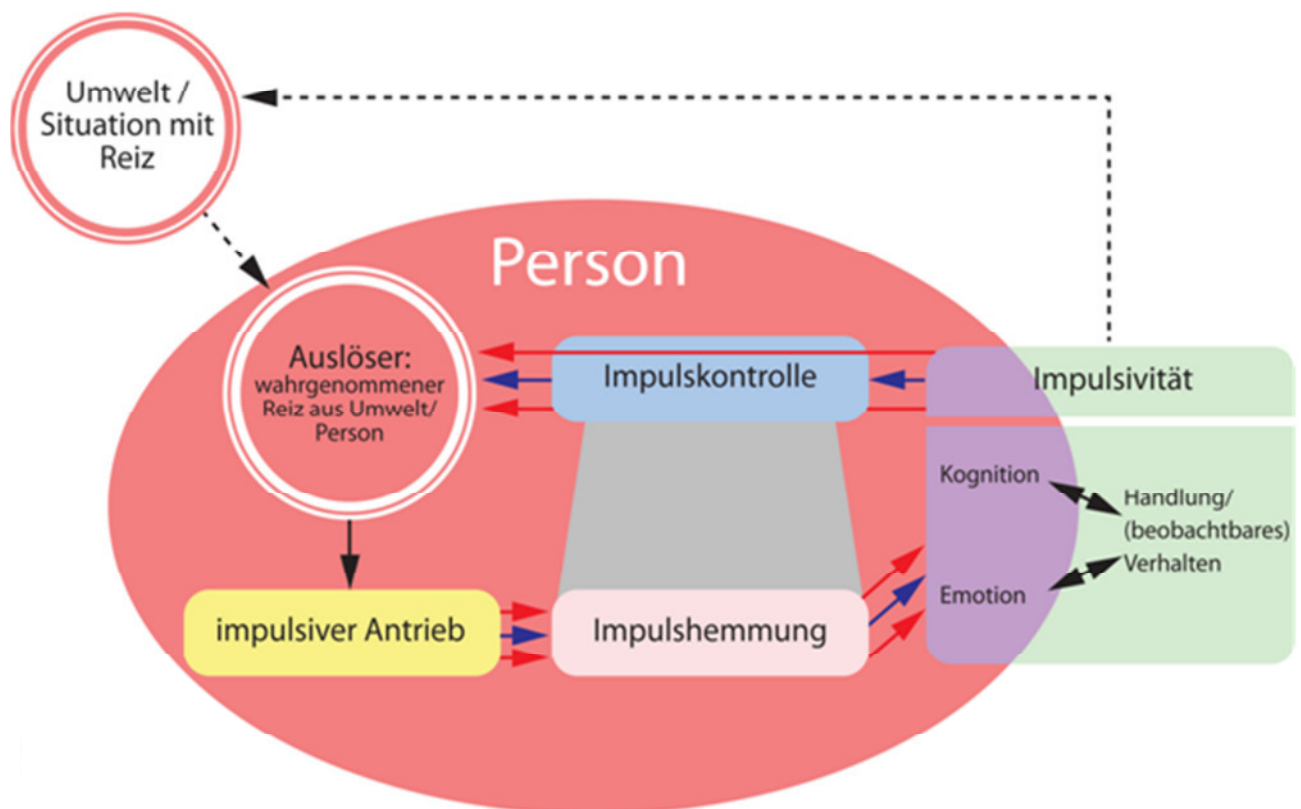 Umwelt /
Situation mit
Reiz
Person
Auslöser:
wahrgenommener
Reiz aus Umwelt/
Person
Impulskontrolle
Impulsivität
Kognition
Handlung/
(beobachtbares)
Verhalten
Emotion
impulsiver Antrieb
Impulshemmung